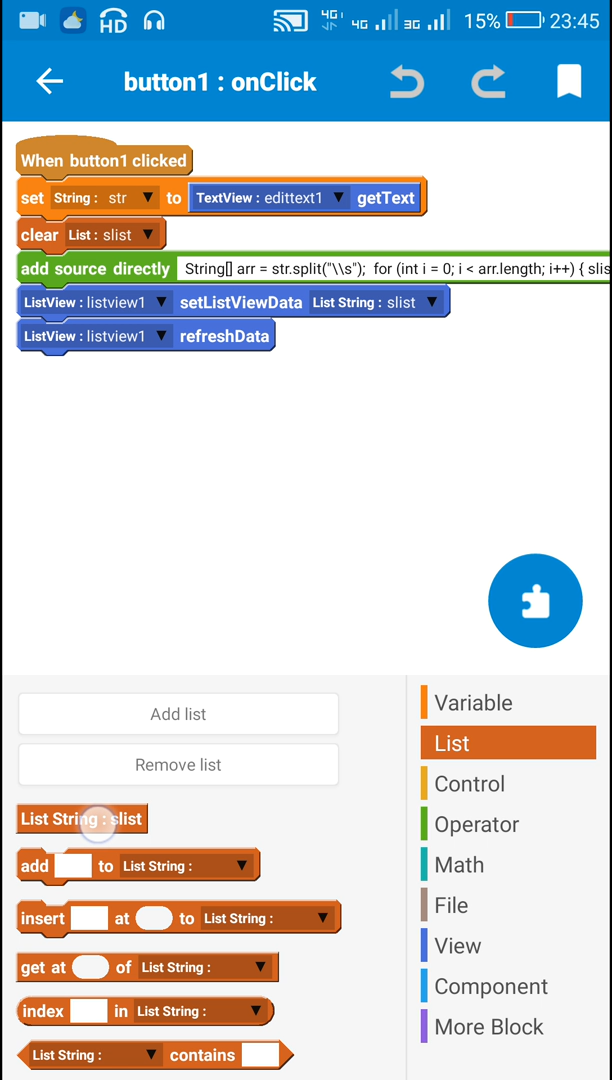 HD 4G 4G 3G 15% 23:45
button1 : onClick
When button1 clicked
set String : str to TextView : edittext1 getText
clear List : slist
add source directly String[] arr = str.split("\\s"); for (int i = 0; i < arr.length; i++) { slis
ListView : listview1 setListViewData List String : slist
ListView : listview1 refreshData
Add list
Remove list
List String : slist
add to List String :
insert at to List String :
get at of List String :
index in List String :
List String : contains
Variable
List
Control
Operator
Math
File
View
Component
More Block